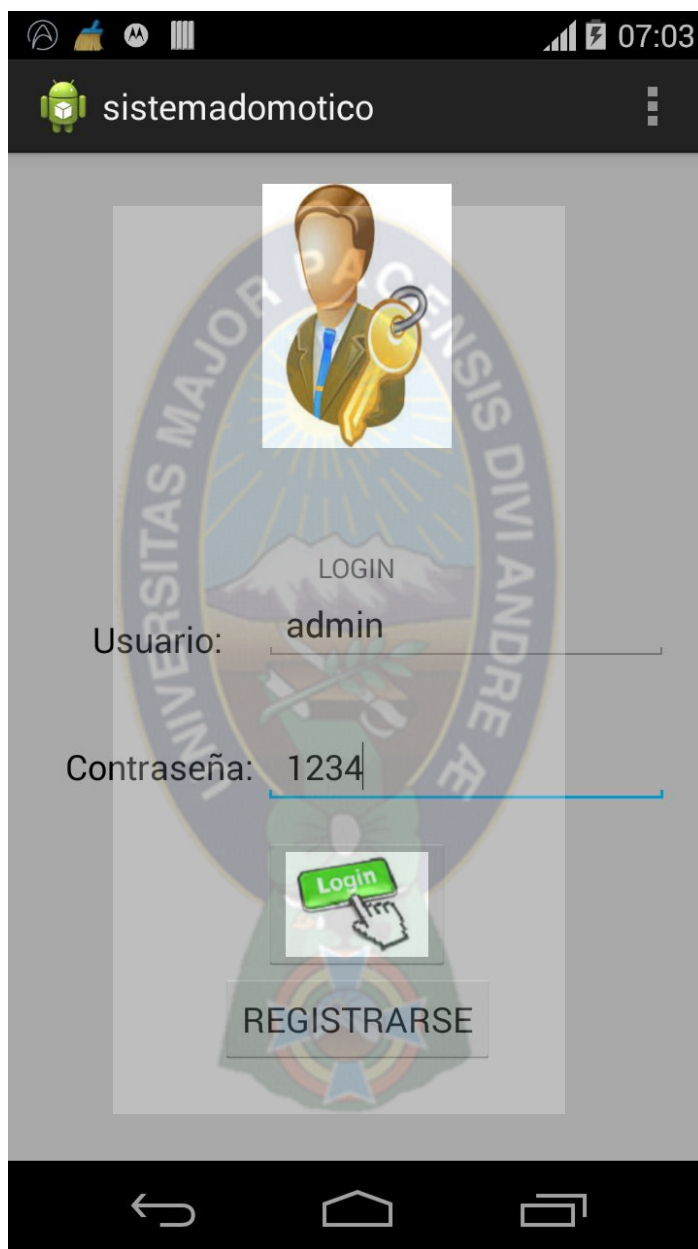 07:03
sistemadomotico
UNIVERSITAS MAJOR PACENSIS DIVI ANDRE Æ
LOGIN
Usuario: admin
Contraseña: 1234
Login
REGISTRARSE